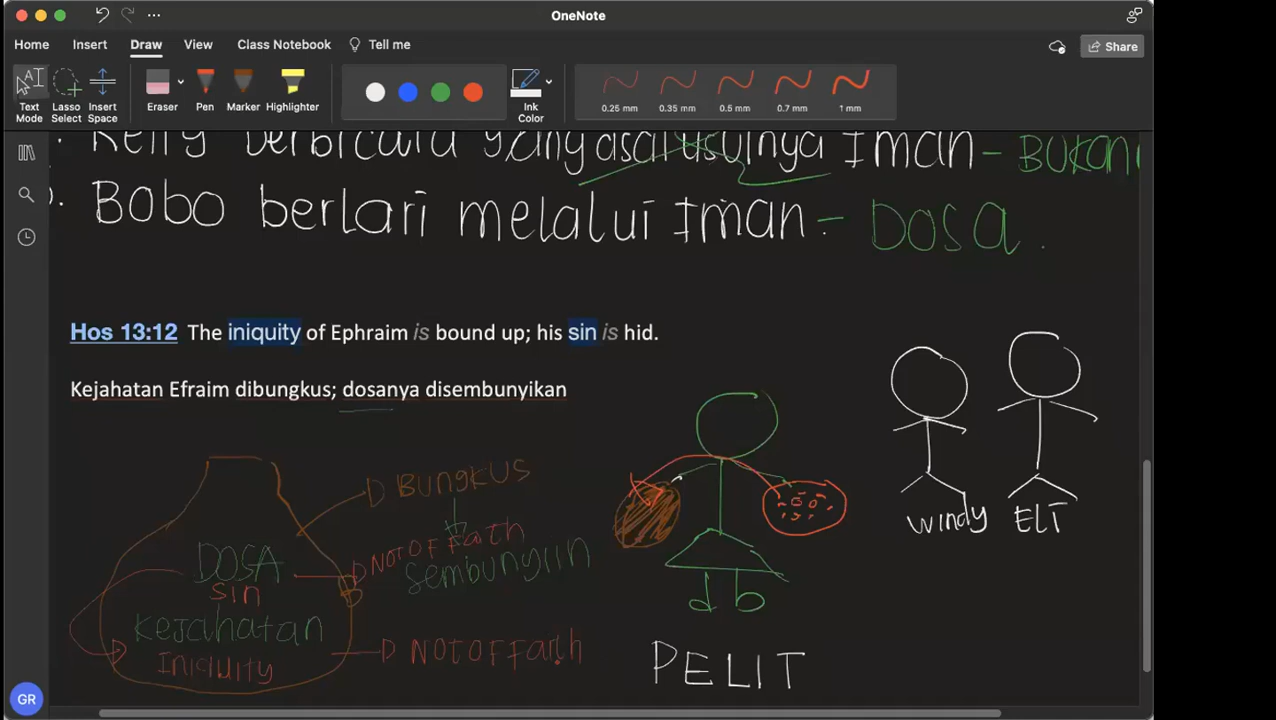 OneNote
Home Insert Draw View Class Notebook Tell me Share
Text Mode
Lasso Select
Insert Space
Eraser
Pen
Marker
Highlighter
Ink Color
0.25 mm
0.35 mm
0.5 mm
0.7 mm
1 mm
Kelly berbicara yang asal usulnya Iman - Bukan
Bobo berlari melalui Iman - Dosa.
Hos 13:12 The iniquity of Ephraim is bound up; his sin is hid.
Kejahatan Efraim dibungkus; dosanya disembunyikan
windy ELI
BUNGKUS
NOT OF Faith
Sembunyiin
DOSA
sin
Kejahatan
Iniquity
NOT OF Faith
PELIT
GR